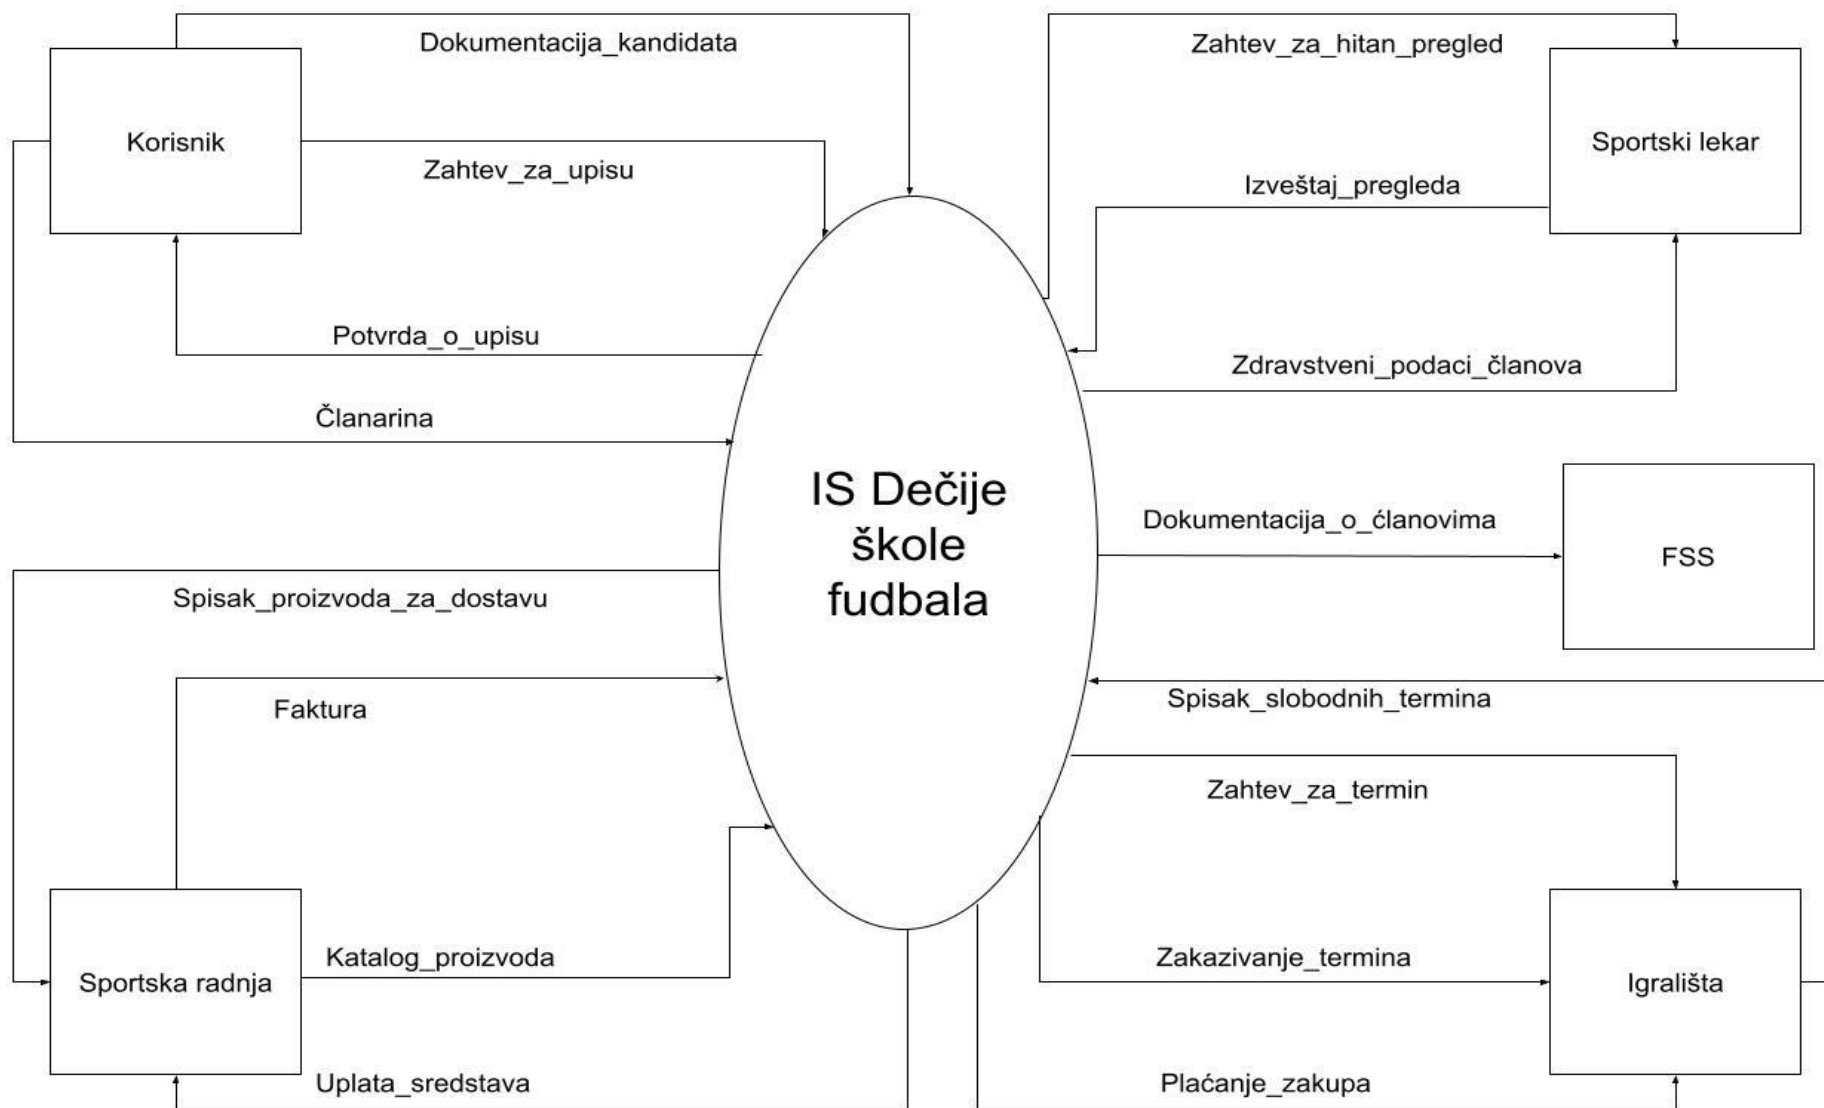 Dokumentacija_kandidata
Zahtev_za_hitan_pregled
Korisnik
Sportski lekar
Zahtev_za_upisu
Izveštaj_pregleda
Potvrda_o_upisu
Zdravstveni_podaci_članova
Članarina
IS Dečije
škole
fudbala
Dokumentacija_o_ćlanovima
FSS
Spisak_proizvoda_za_dostavu
Faktura
Spisak_slobodnih_termina
Zahtev_za_termin
Katalog_proizvoda
Zakazivanje_termina
Sportska radnja
Igrališta
Uplata_sredstava
Plaćanje_zakupa